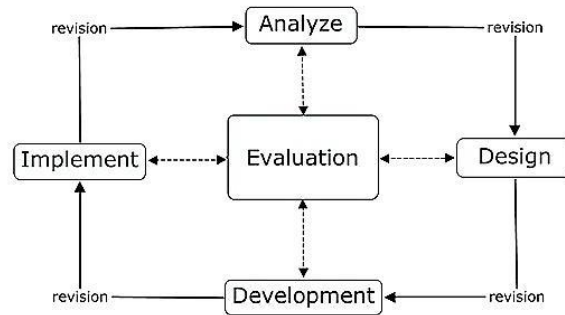 revision
Analyze
revision
Implement
Evaluation
Design
revision
Development
revision